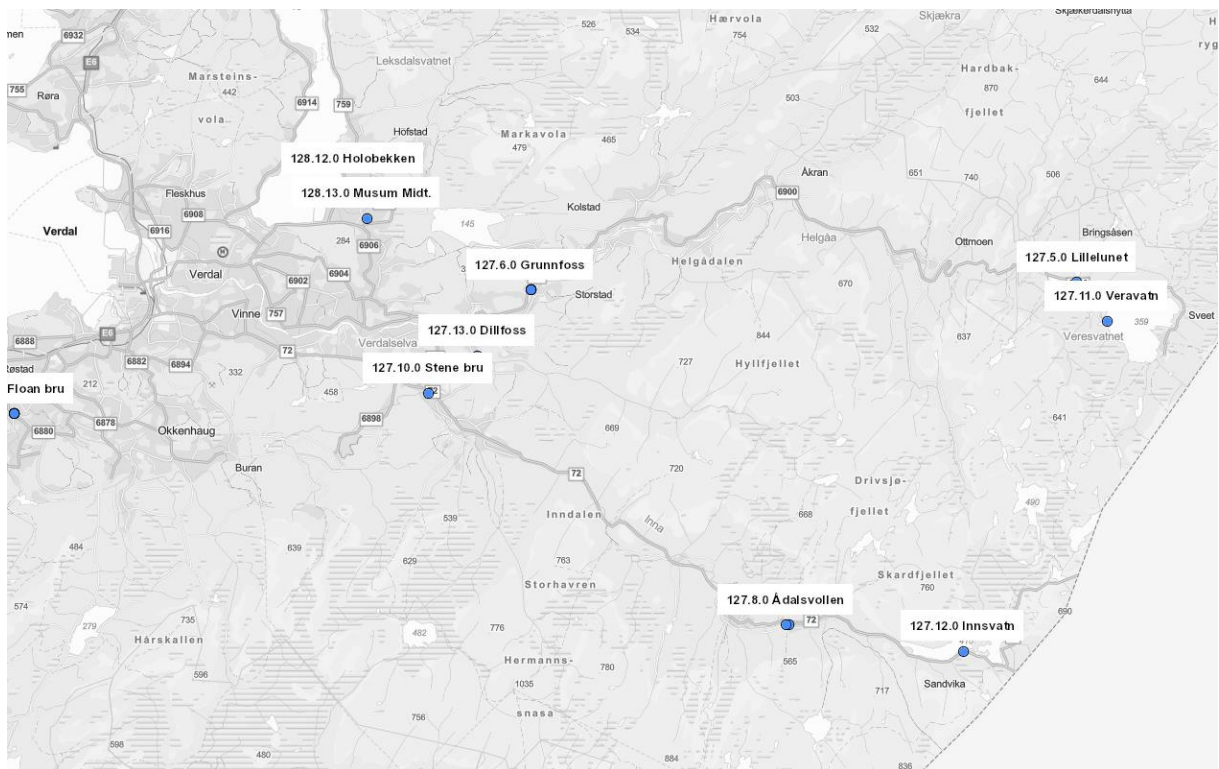 6932
526
Hærvola
534
754
532
Skjækra
Skjækerdalshytta
E6
Leksdalsvatnet
Marsteins-
442
vola
755
Røra
6914
759
503
Hardbak-
870
fjellet
644
Hofstad
Markavola
479
465
128.12.0 Holobekken
Åkran
651
740
506
128.13.0 Musum Midt.
Fleskhus
6908
6900
Kolstad
145
Verdal
6916
284
6906
Helgåa
Ottmoen
Bringsåsen
127.5.0 Lillelunet
127.6.0 Grunnfoss
Helgådalen
Verdal
6904
6902
670
Storstad
127.11.0 Veravatn
Vinne
757
359
Sveet
127.13.0 Dillfoss
844
637
Veresvatnet
6888
E6
6882
6894
72
Verdalselva
727
Hyllfjellet
127.10.0 Stene bru
332
212
Floan bru
458
72
6898
641
6880
6878
Okkenhaug
669
Buran
720
72
Drivsjø-
fjellet
490
668
539
Inndalen
Inna
484
639
629
763
Skardfjellet
760
Storhavren
574
127.8.0 Ådalsvollen
690
279
735
Hårskallen
482
776
72
127.12.0 Innsvatn
565
Hermanns-
780
596
1035
snasa
717
Sandvika
756
598
480
884
836